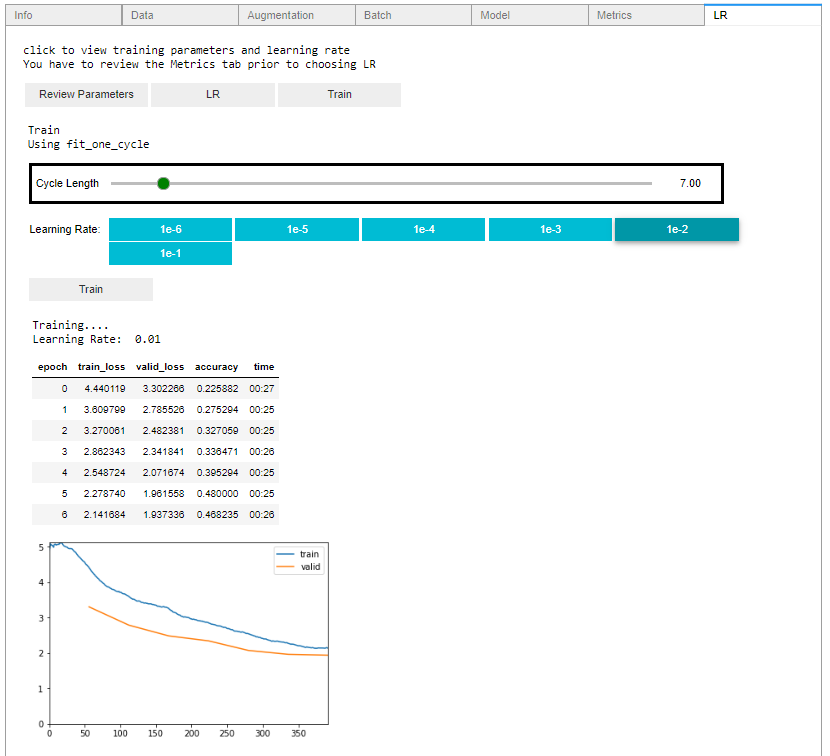 Info Data Augmentation Batch Model Metrics LR
click to view training parameters and learning rate
You have to review the Metrics tab prior to choosing LR
Review Parameters LR Train
Train
Using fit_one_cycle
Cycle Length 7.00
Learning Rate: 1e-6 1e-5 1e-4 1e-3 1e-2
1e-1
Train
Training....
Learning Rate: 0.01
epoch train_loss valid_loss accuracy time
0 4.440119 3.302266 0.225882 00:27
1 3.609799 2.785526 0.275294 00:25
2 3.270061 2.482381 0.327059 00:25
3 2.862343 2.341841 0.336471 00:26
4 2.548724 2.071674 0.395294 00:25
5 2.278740 1.961558 0.480000 00:25
6 2.141684 1.937336 0.468235 00:26
train
valid
5
4
3
2
1
0
0 50 100 150 200 250 300 350